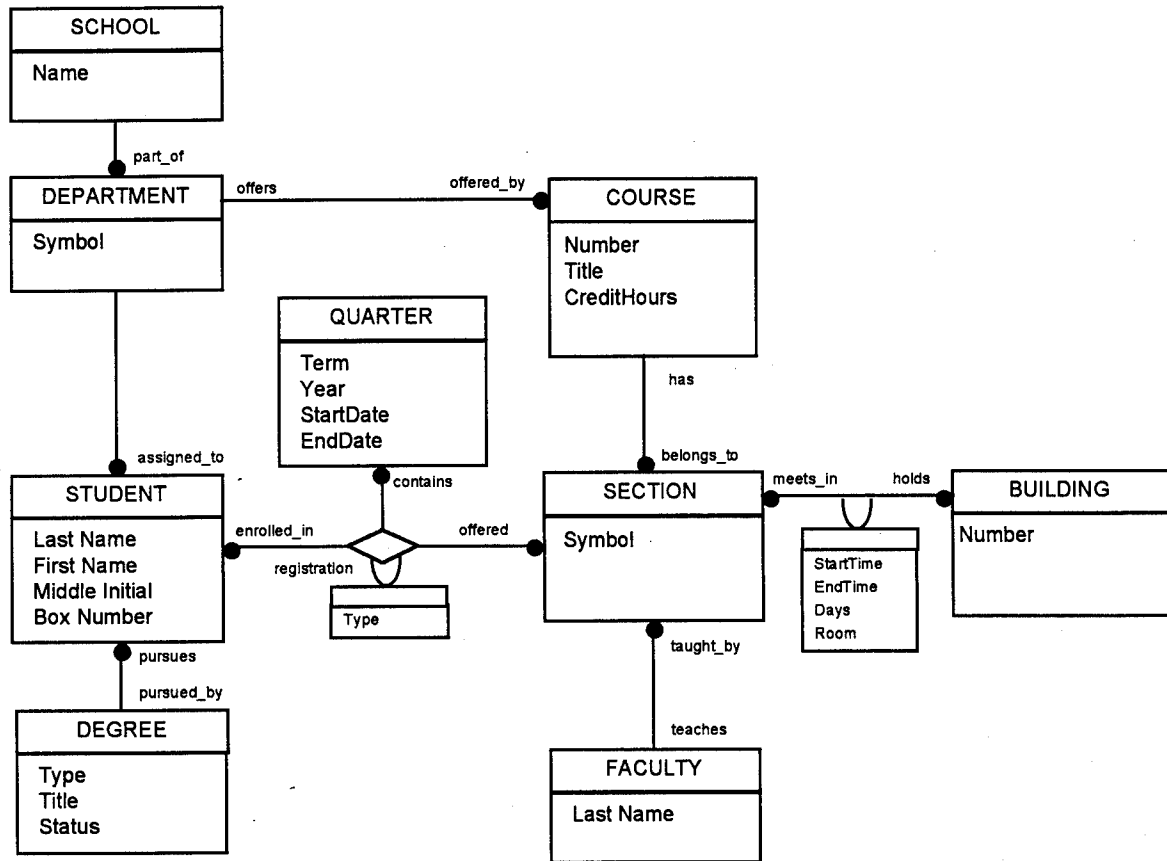 SCHOOL
Name
part_of
DEPARTMENT
Symbol
offers
offered_by
COURSE
Number
Title
CreditHours
QUARTER
Term
Year
StartDate
EndDate
has
assigned_to
contains
belongs_to
STUDENT
Last Name
First Name
Middle Initial
Box Number
enrolled_in
registration
offered
Type
SECTION
Symbol
meets_in
holds
StartTime
EndTime
Days
Room
BUILDING
Number
pursues
pursued_by
taught_by
teaches
DEGREE
Type
Title
Status
FACULTY
Last Name